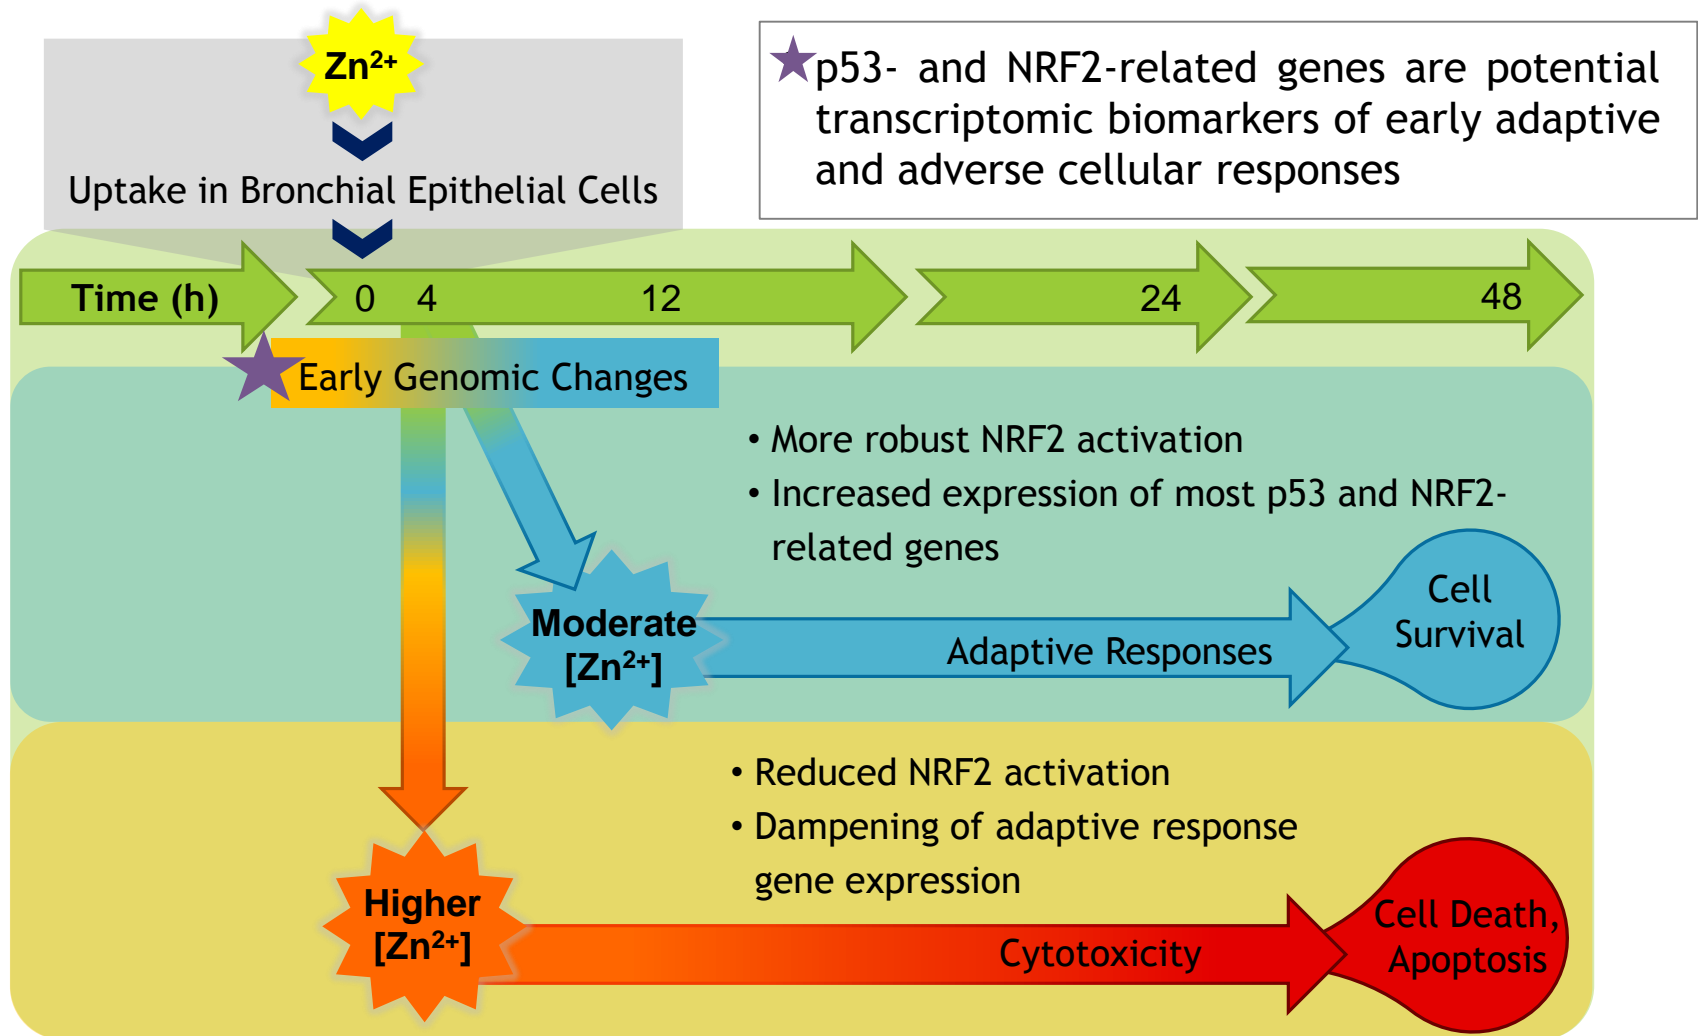 Zn²⁺
Uptake in Bronchial Epithelial Cells
p53- and NRF2-related genes are potential
transcriptomic biomarkers of early adaptive
and adverse cellular responses
Time (h) 0 4 12 24 48
Early Genomic Changes
• More robust NRF2 activation
• Increased expression of most p53 and NRF2-
related genes
Moderate
[Zn²⁺]
Adaptive Responses
Cell
Survival
• Reduced NRF2 activation
• Dampening of adaptive response
gene expression
Higher
[Zn²⁺]
Cytotoxicity
Cell Death,
Apoptosis